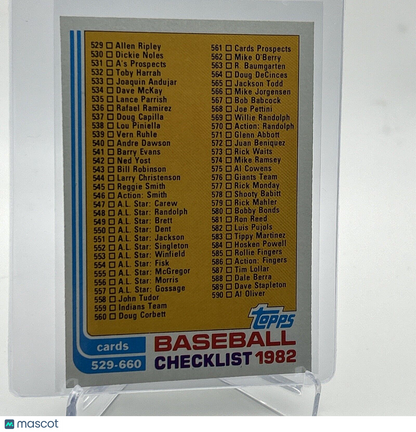 529 Allen Ripley
530 Dickie Noles
531 A's Prospects
532 Toby Harrah
533 Joaquin Andujar
534 Dave McKay
535 Lance Parrish
536 Rafael Ramirez
537 Doug Capilla
538 Lou Piniella
539 Vern Ruhle
540 Andre Dawson
541 Barry Evans
542 Ned Yost
543 Bill Robinson
544 Larry Christenson
545 Reggie Smith
546 Action: Smith
547 A.L. Star: Carew
548 A.L. Star: Randolph
549 A.L. Star: Brett
550 A.L. Star: Dent
551 A.L. Star: Jackson
552 A.L. Star: Singleton
553 A.L. Star: Winfield
554 A.L. Star: Fisk
555 A.L. Star: McGregor
556 A.L. Star: Morris
557 A.L. Star: Gossage
558 John Tudor
559 Indians Team
560 Doug Corbett
561 Cards Prospects
562 Mike O'Berry
563 R. Baumgarten
564 Doug DeCinces
565 Jackson Todd
566 Mike Jorgensen
567 Bob Babcock
568 Joe Pettini
569 Willie Randolph
570 Action: Randolph
571 Glenn Abbott
572 Juan Beniquez
573 Rick Waits
574 Mike Ramsey
575 Al Cowens
576 Giants Team
577 Rick Monday
578 Shooty Babitt
579 Rick Mahler
580 Bobby Bonds
581 Ron Reed
582 Luis Pujols
583 Tippy Martinez
584 Hosken Powell
585 Rollie Fingers
586 Action: Fingers
587 Tim Lollar
588 Dale Berra
589 Dave Stapleton
590 Al Oliver
topps
cards
529-660
BASEBALL
CHECKLIST 1982
mascot